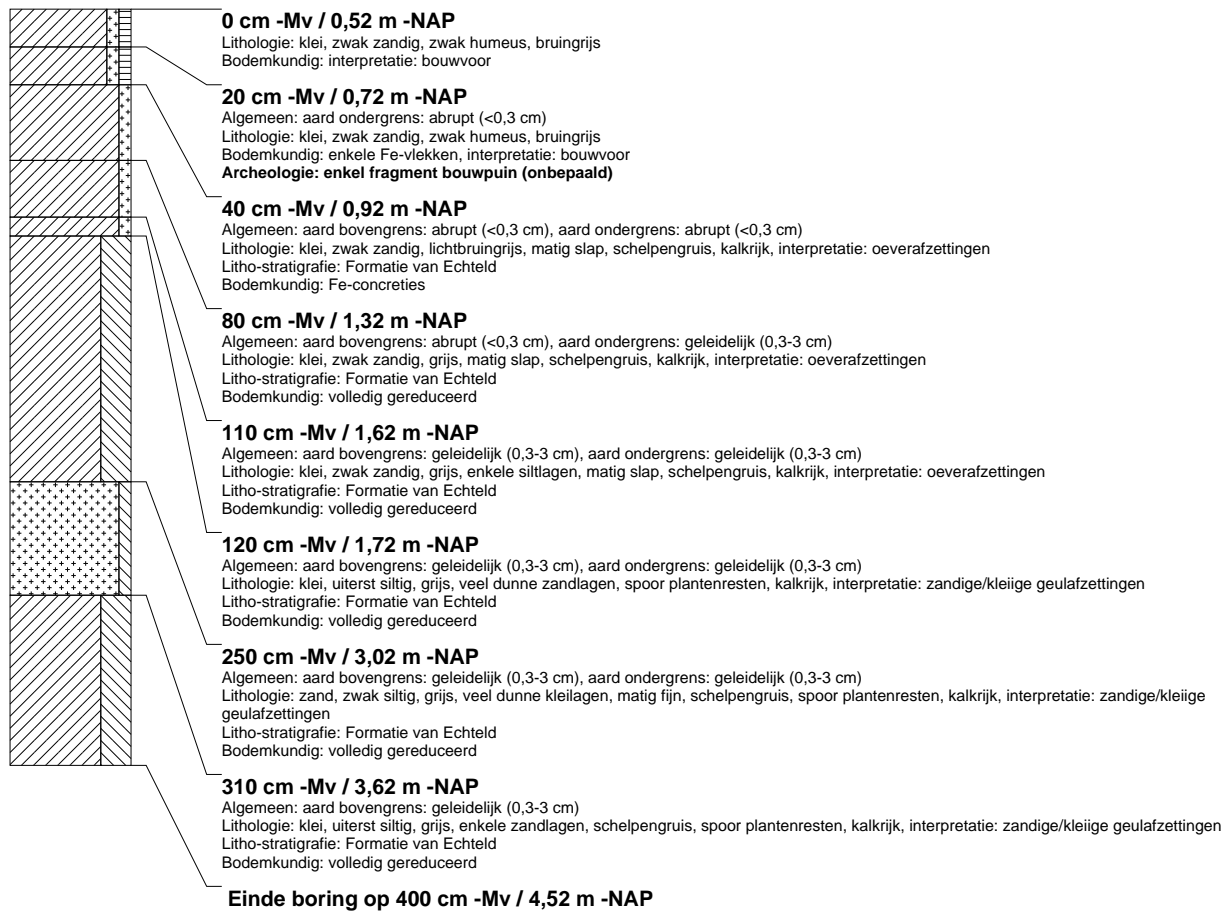 0 cm -Mv / 0,52 m -NAP
Lithologie: klei, zwak zandig, zwak humeus, bruingrijs
Bodemkundig: interpretatie: bouwvoor
20 cm -Mv / 0,72 m -NAP
Algemeen: aard ondergrens: abrupt (<0,3 cm)
Lithologie: klei, zwak zandig, zwak humeus, bruingrijs
Bodemkundig: enkele Fe-vlekken, interpretatie: bouwvoor
Archeologie: enkel fragment bouwpuin (onbepaald)
40 cm -Mv / 0,92 m -NAP
Algemeen: aard bovengrens: abrupt (<0,3 cm), aard ondergrens: abrupt (<0,3 cm)
Lithologie: klei, zwak zandig, lichtbruingrijs, matig slap, schelpengruis, kalkrijk, interpretatie: oeverafzettingen
Litho-stratigrafie: Formatie van Echteld
Bodemkundig: Fe-concreties
80 cm -Mv / 1,32 m -NAP
Algemeen: aard bovengrens: abrupt (<0,3 cm), aard ondergrens: geleidelijk (0,3-3 cm)
Lithologie: klei, zwak zandig, grijs, matig slap, schelpengruis, kalkrijk, interpretatie: oeverafzettingen
Litho-stratigrafie: Formatie van Echteld
Bodemkundig: volledig gereduceerd
110 cm -Mv / 1,62 m -NAP
Algemeen: aard bovengrens: geleidelijk (0,3-3 cm), aard ondergrens: geleidelijk (0,3-3 cm)
Lithologie: klei, zwak zandig, grijs, enkele siltlagen, matig slap, schelpengruis, kalkrijk, interpretatie: oeverafzettingen
Litho-stratigrafie: Formatie van Echteld
Bodemkundig: volledig gereduceerd
120 cm -Mv / 1,72 m -NAP
Algemeen: aard bovengrens: geleidelijk (0,3-3 cm), aard ondergrens: geleidelijk (0,3-3 cm)
Lithologie: klei, uiterst siltig, grijs, veel dunne zandlagen, spoor plantenresten, kalkrijk, interpretatie: zandige/kleiige geulafzettingen
Litho-stratigrafie: Formatie van Echteld
Bodemkundig: volledig gereduceerd
250 cm -Mv / 3,02 m -NAP
Algemeen: aard bovengrens: geleidelijk (0,3-3 cm), aard ondergrens: geleidelijk (0,3-3 cm)
Lithologie: zand, zwak siltig, grijs, veel dunne kleilagen, matig fijn, schelpengruis, spoor plantenresten, kalkrijk, interpretatie: zandige/kleiige
geulafzettingen
Litho-stratigrafie: Formatie van Echteld
Bodemkundig: volledig gereduceerd
310 cm -Mv / 3,62 m -NAP
Algemeen: aard bovengrens: geleidelijk (0,3-3 cm)
Lithologie: klei, uiterst siltig, grijs, enkele zandlagen, schelpengruis, spoor plantenresten, kalkrijk, interpretatie: zandige/kleiige geulafzettingen
Litho-stratigrafie: Formatie van Echteld
Bodemkundig: volledig gereduceerd
Einde boring op 400 cm -Mv / 4,52 m -NAP